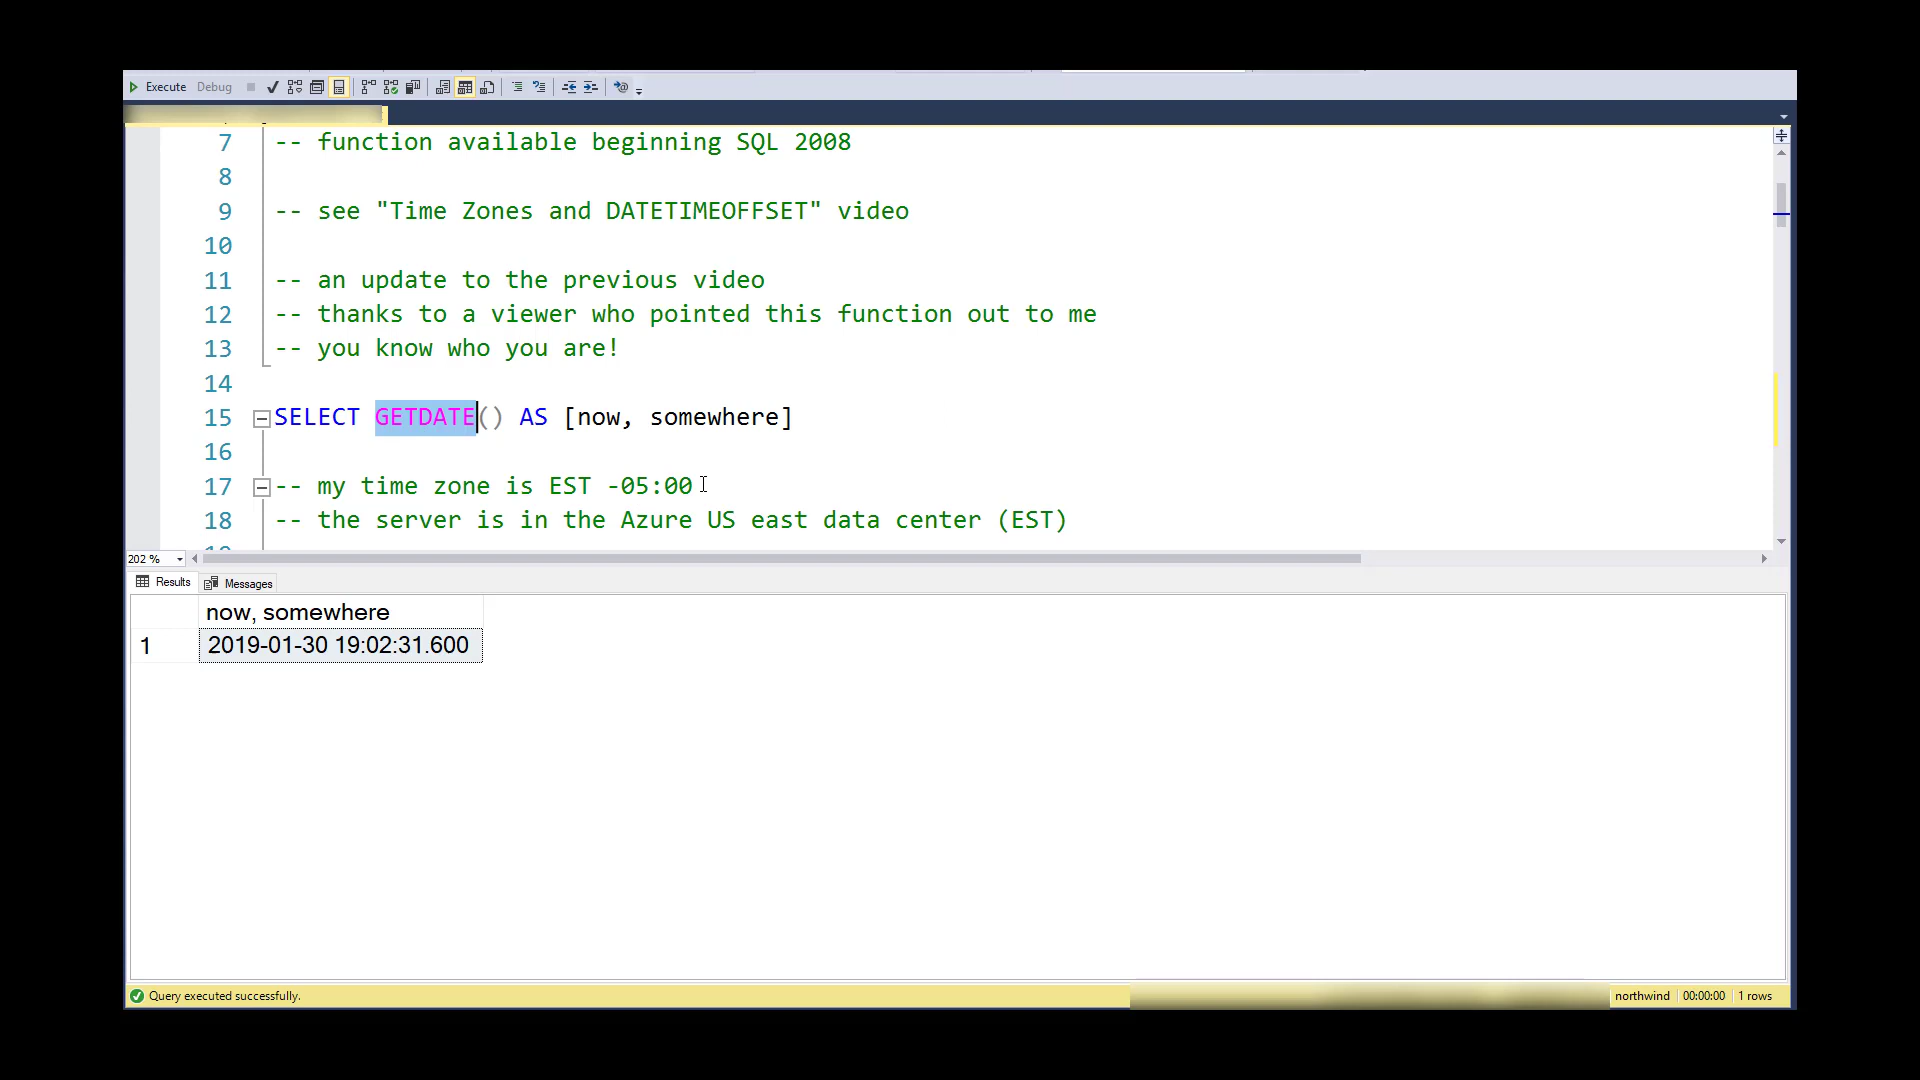 Execute Debug
7 -- function available beginning SQL 2008
8
9 -- see "Time Zones and DATETIMEOFFSET" video
10
11 -- an update to the previous video
12 -- thanks to a viewer who pointed this function out to me
13 -- you know who you are!
14
15 SELECT GETDATE() AS [now, somewhere]
16
17 -- my time zone is EST -05:00
18 -- the server is in the Azure US east data center (EST)
202 %
Results Messages
now, somewhere
1 2019-01-30 19:02:31.600
Query executed successfully. northwind 00:00:00 1 rows